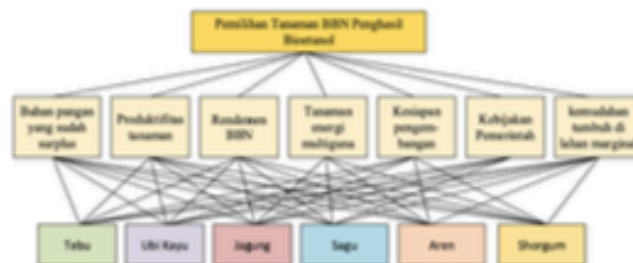 Pemilihan Tanaman BBN Penghasil
Bioetanol
Bahan pangan
yang sudah
surplus
Produktifitas
tanaman
Rendemen
BBN
Tanaman
energi
multiguna
Kesiapan
pengem-
bangan
Kebijakan
Pemerintah
kemudahan
tumbuh di
lahan marginal
Tebu
Ubi Kayu
Jagung
Sagu
Aren
Shorgum